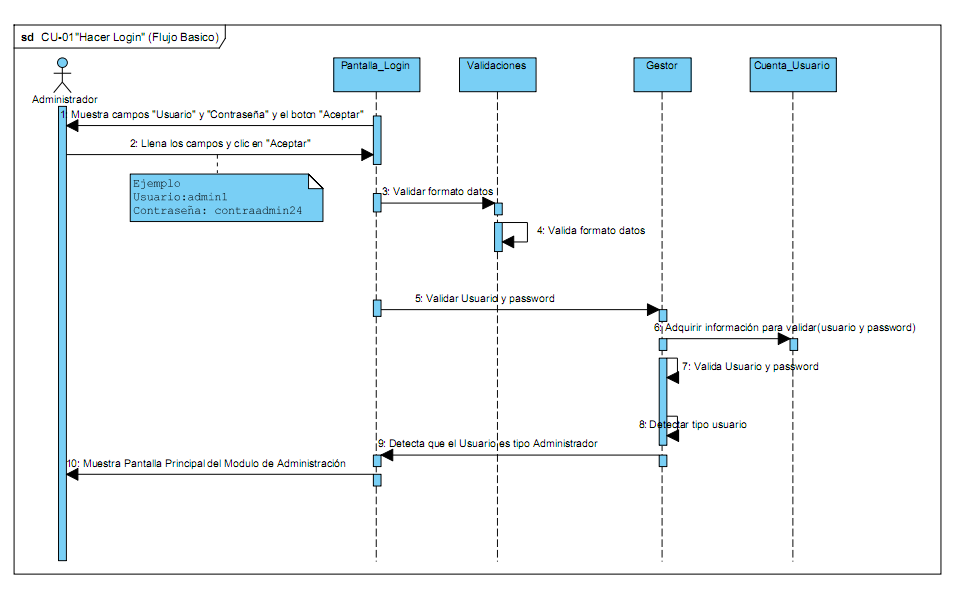 sd CU-01"Hacer Login" (Flujo Basico)
Pantalla_Login
Validaciones
Gestor
Cuenta_Usuario
Administrador
1: Muestra campos "Usuario" y "Contraseña" y el boton "Aceptar"
2: Llena los campos y clic en "Aceptar"
Ejemplo
Usuario:admin1
Contraseña: contraadmin24
3: Validar formato datos
4: Valida formato datos
5: Validar Usuario y password
6: Adquirir información para validar(usuario y password)
7: Valida Usuario y password
8: Detectar tipo usuario
9: Detecta que el Usuario es tipo Administrador
10: Muestra Pantalla Principal del Modulo de Administración